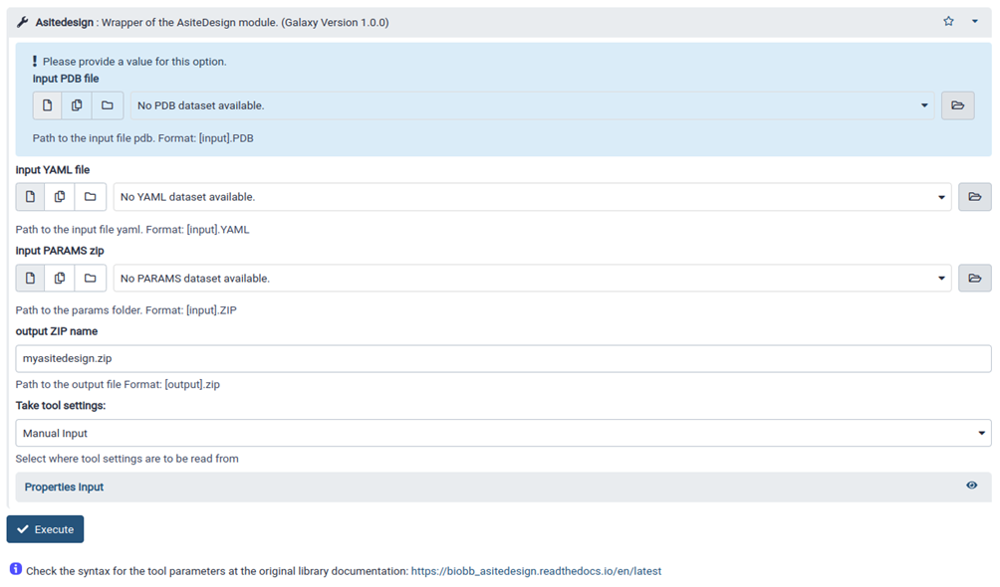 Asitedesign : Wrapper of the AsiteDesign module. (Galaxy Version 1.0.0)
! Please provide a value for this option.
Input PDB file
No PDB dataset available.
Path to the input file pdb. Format: [input].PDB
Input YAML file
No YAML dataset available.
Path to the input file yaml. Format: [input].YAML
input PARAMS zip
No PARAMS dataset available.
Path to the params folder. Format: [input].ZIP
output ZIP name
myasitedesign.zip
Path to the output file Format: [output].zip
Take tool settings:
Manual Input
Select where tool settings are to be read from
Properties Input
Execute
Check the syntax for the tool parameters at the original library documentation: https://biobb_asitedesign.readthedocs.io/en/latest